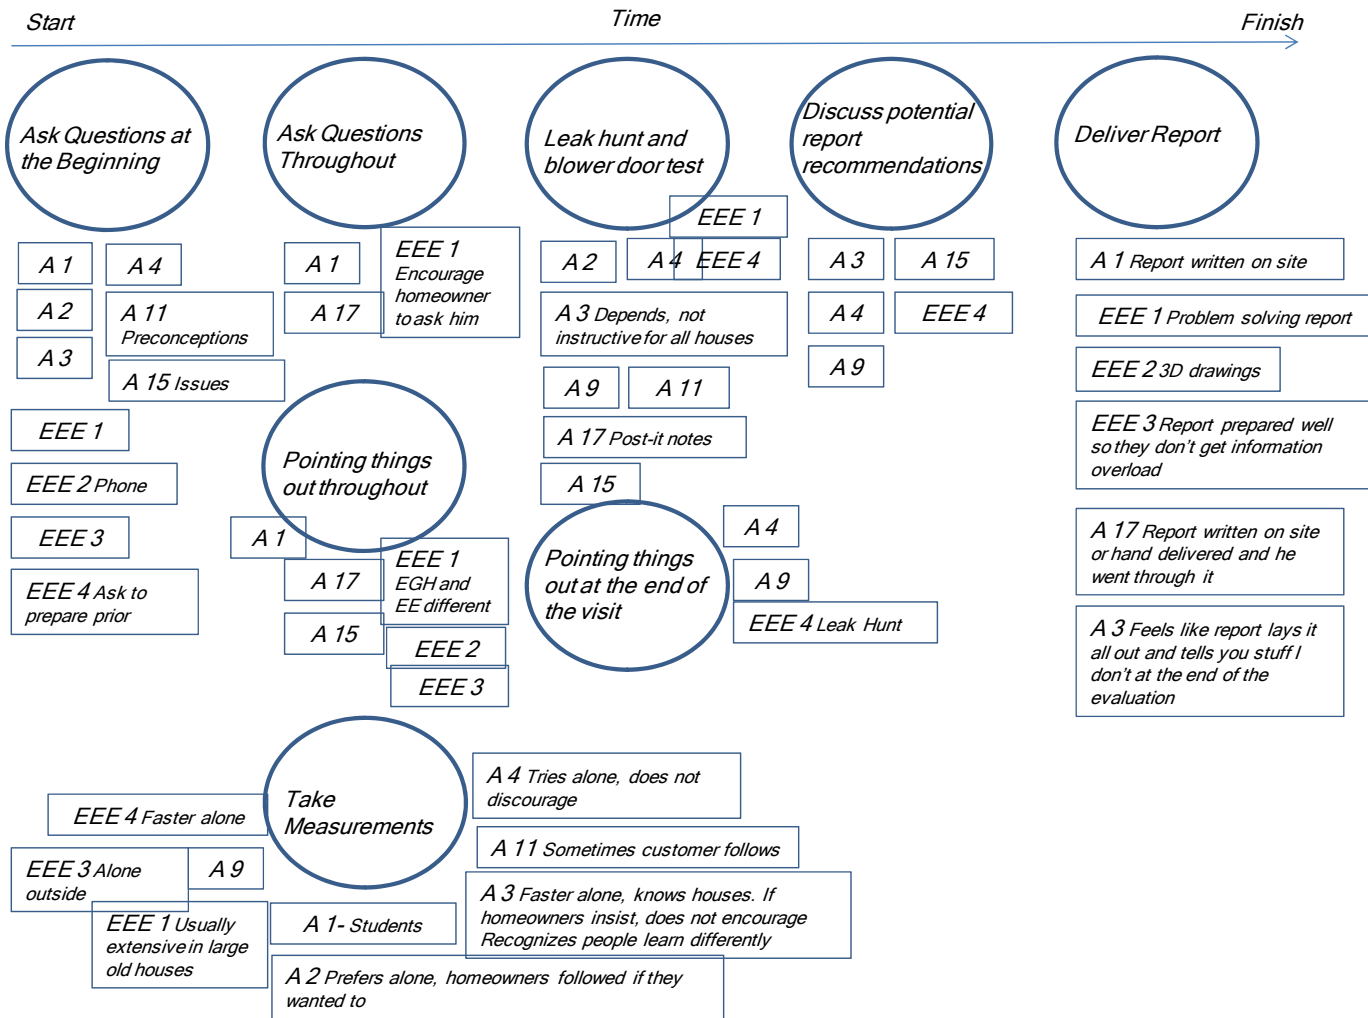 Start
Time
Finish
Ask Questions at
the Beginning
A 1
A 4
A 2
A 11
Preconceptions
A 3
A 15 Issues
EEE 1
EEE 2 Phone
EEE 3
EEE 4 Ask to
prepare prior
Ask Questions
Throughout
A 1
EEE 1
Encourage
homeowner
to ask him
A 17
Pointing things
out throughout
A 1
A 17
EEE 1
EGH and
EE different
A 15
EEE 2
EEE 3
Leak hunt and
blower door test
EEE 1
A 2
A 4
EEE 4
A 3 Depends, not
instructive for all houses
A 9
A 11
A 17 Post-it notes
A 15
Pointing things
out at the end of
the visit
A 4
A 9
EEE 4 Leak Hunt
Discuss potential
report
recommendations
A 3
A 15
A 4
EEE 4
A 9
Deliver Report
A 1 Report written on site
EEE 1 Problem solving report
EEE 2 3D drawings
EEE 3 Report prepared well
so they don't get information
overload
A 17 Report written on site
or hand delivered and he
went through it
A 3 Feels like report lays it
all out and tells you stuff I
don't at the end of the
evaluation
Take
Measurements
EEE 4 Faster alone
EEE 3 Alone
outside
A 9
EEE 1 Usually
extensive in large
old houses
A 1- Students
A 2 Prefers alone, homeowners followed if they
wanted to
A 4 Tries alone, does not
discourage
A 11 Sometimes customer follows
A 3 Faster alone, knows houses. If
homeowners insist, does not encourage
Recognizes people learn differently